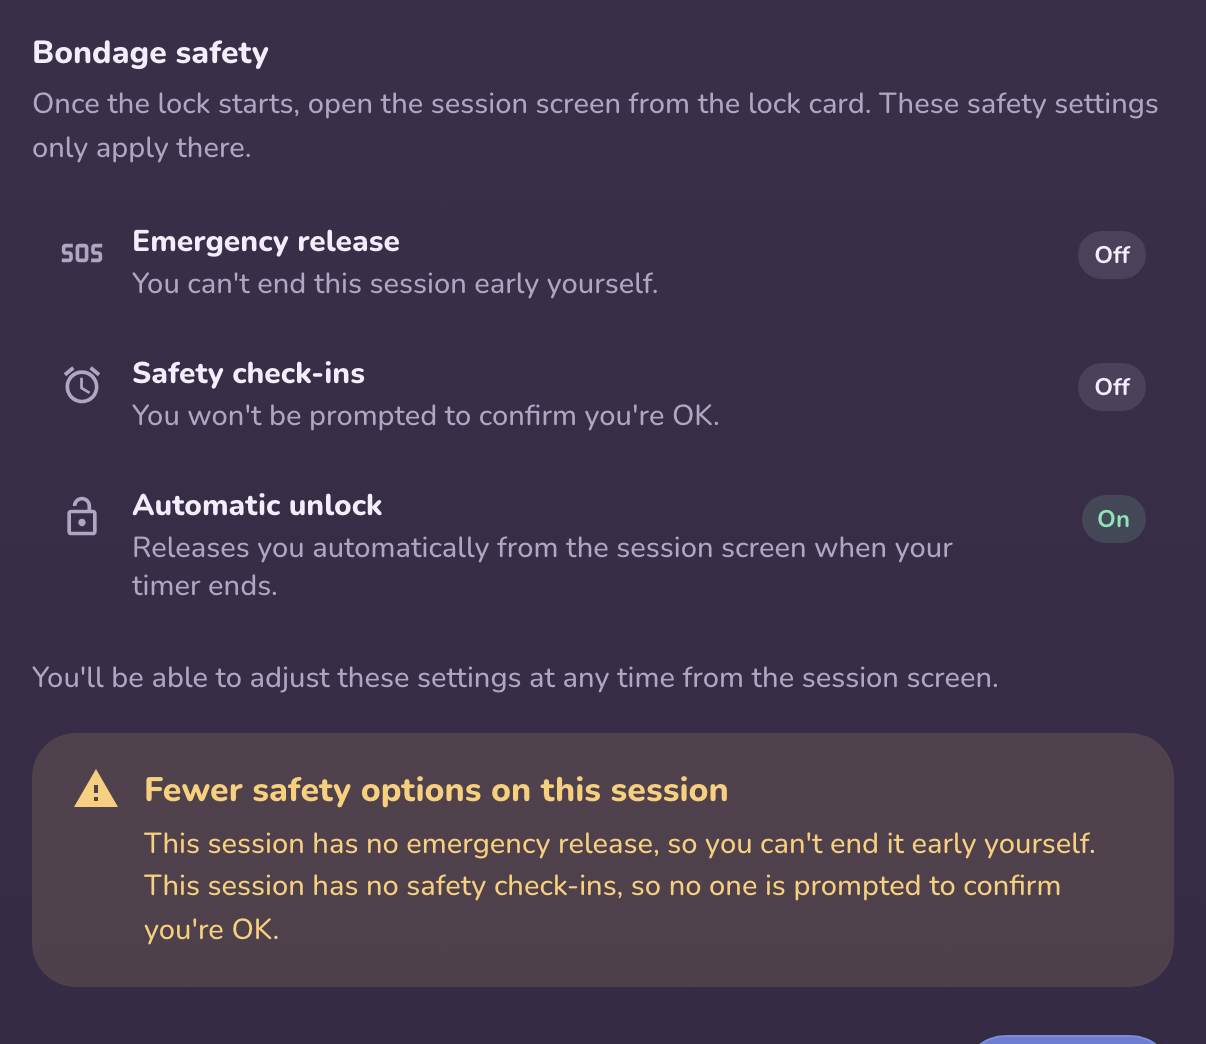 Bondage safety
Once the lock starts, open the session screen from the lock card. These safety settings
only apply there.
SOS
Emergency release
Off
You can't end this session early yourself.
Safety check-ins
Off
You won't be prompted to confirm you're OK.
Automatic unlock
On
Releases you automatically from the session screen when your
timer ends.
You'll be able to adjust these settings at any time from the session screen.
Fewer safety options on this session
This session has no emergency release, so you can't end it early yourself.
This session has no safety check-ins, so no one is prompted to confirm
you're OK.